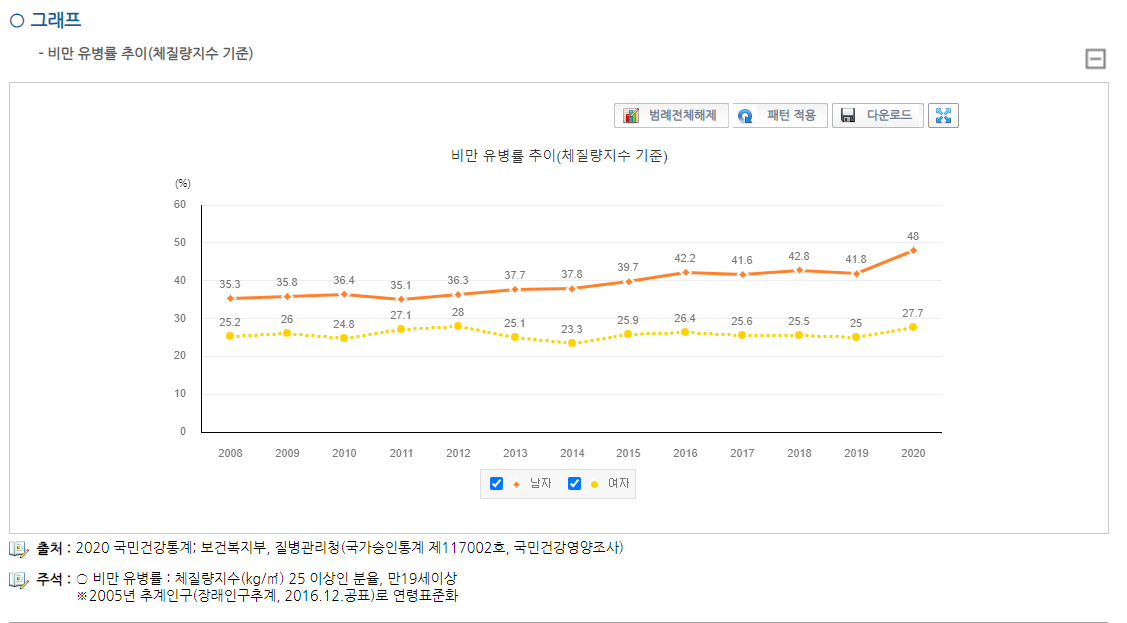 ○ 그래프
- 비만 유병률 추이(체질량지수 기준)
범례전체해제 패턴 적용 다운로드
비만 유병률 추이(체질량지수 기준)
(%)
60
50
40
30
20
10
0
35.3 35.8 36.4 35.1 36.3 37.7 37.8 39.7 42.2 41.6 42.8 41.8 48
25.2 26 24.8 27.1 28 25.1 23.3 25.9 26.4 25.6 25.5 25 27.7
2008 2009 2010 2011 2012 2013 2014 2015 2016 2017 2018 2019 2020
남자 여자
출처 : 2020 국민건강통계; 보건복지부, 질병관리청(국가승인통계 제117002호, 국민건강영양조사)
주석 : ○ 비만 유병률 : 체질량지수(kg/㎡) 25 이상인 분율, 만19세이상
※2005년 추계인구(장래인구추계, 2016.12.공표)로 연령표준화